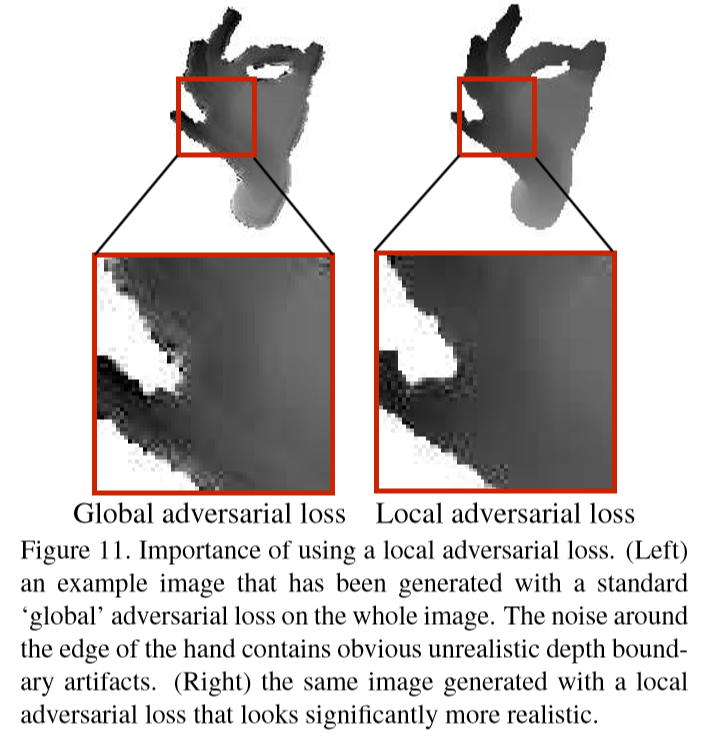 Global adversarial loss Local adversarial loss
Figure 11. Importance of using a local adversarial loss. (Left)
an example image that has been generated with a standard
‘global’ adversarial loss on the whole image. The noise around
the edge of the hand contains obvious unrealistic depth bound-
ary artifacts. (Right) the same image generated with a local
adversarial loss that looks significantly more realistic.